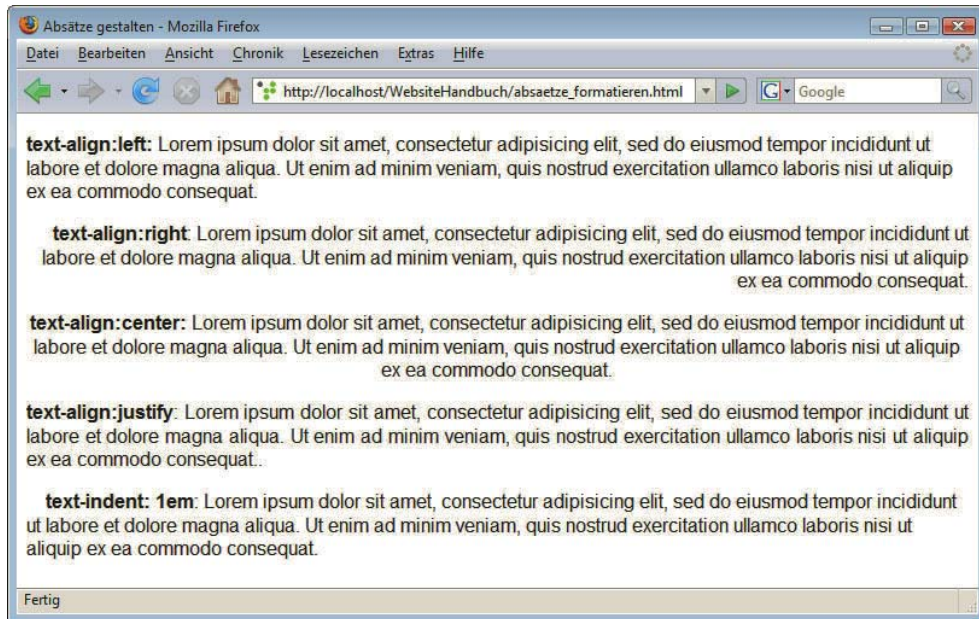 Absätze gestalten - Mozilla Firefox
Datei Bearbeiten Ansicht Chronik Lesezeichen Extras Hilfe
http://localhost/WebsiteHandbuch/absaetze_formatieren.html G Google
text-align:left: Lorem ipsum dolor sit amet, consectetur adipisicing elit, sed do eiusmod tempor incididunt ut
labore et dolore magna aliqua. Ut enim ad minim veniam, quis nostrud exercitation ullamco laboris nisi ut aliquip
ex ea commodo consequat.
text-align:right: Lorem ipsum dolor sit amet, consectetur adipisicing elit, sed do eiusmod tempor incididunt ut
labore et dolore magna aliqua. Ut enim ad minim veniam, quis nostrud exercitation ullamco laboris nisi ut aliquip
ex ea commodo consequat.
text-align:center: Lorem ipsum dolor sit amet, consectetur adipisicing elit, sed do eiusmod tempor incididunt ut
labore et dolore magna aliqua. Ut enim ad minim veniam, quis nostrud exercitation ullamco laboris nisi ut aliquip
ex ea commodo consequat.
text-align:justify: Lorem ipsum dolor sit amet, consectetur adipisicing elit, sed do eiusmod tempor incididunt ut
labore et dolore magna aliqua. Ut enim ad minim veniam, quis nostrud exercitation ullamco laboris nisi ut aliquip
ex ea commodo consequat..
text-indent: 1em: Lorem ipsum dolor sit amet, consectetur adipisicing elit, sed do eiusmod tempor incididunt
ut labore et dolore magna aliqua. Ut enim ad minim veniam, quis nostrud exercitation ullamco laboris nisi ut
aliquip ex ea commodo consequat.
Fertig